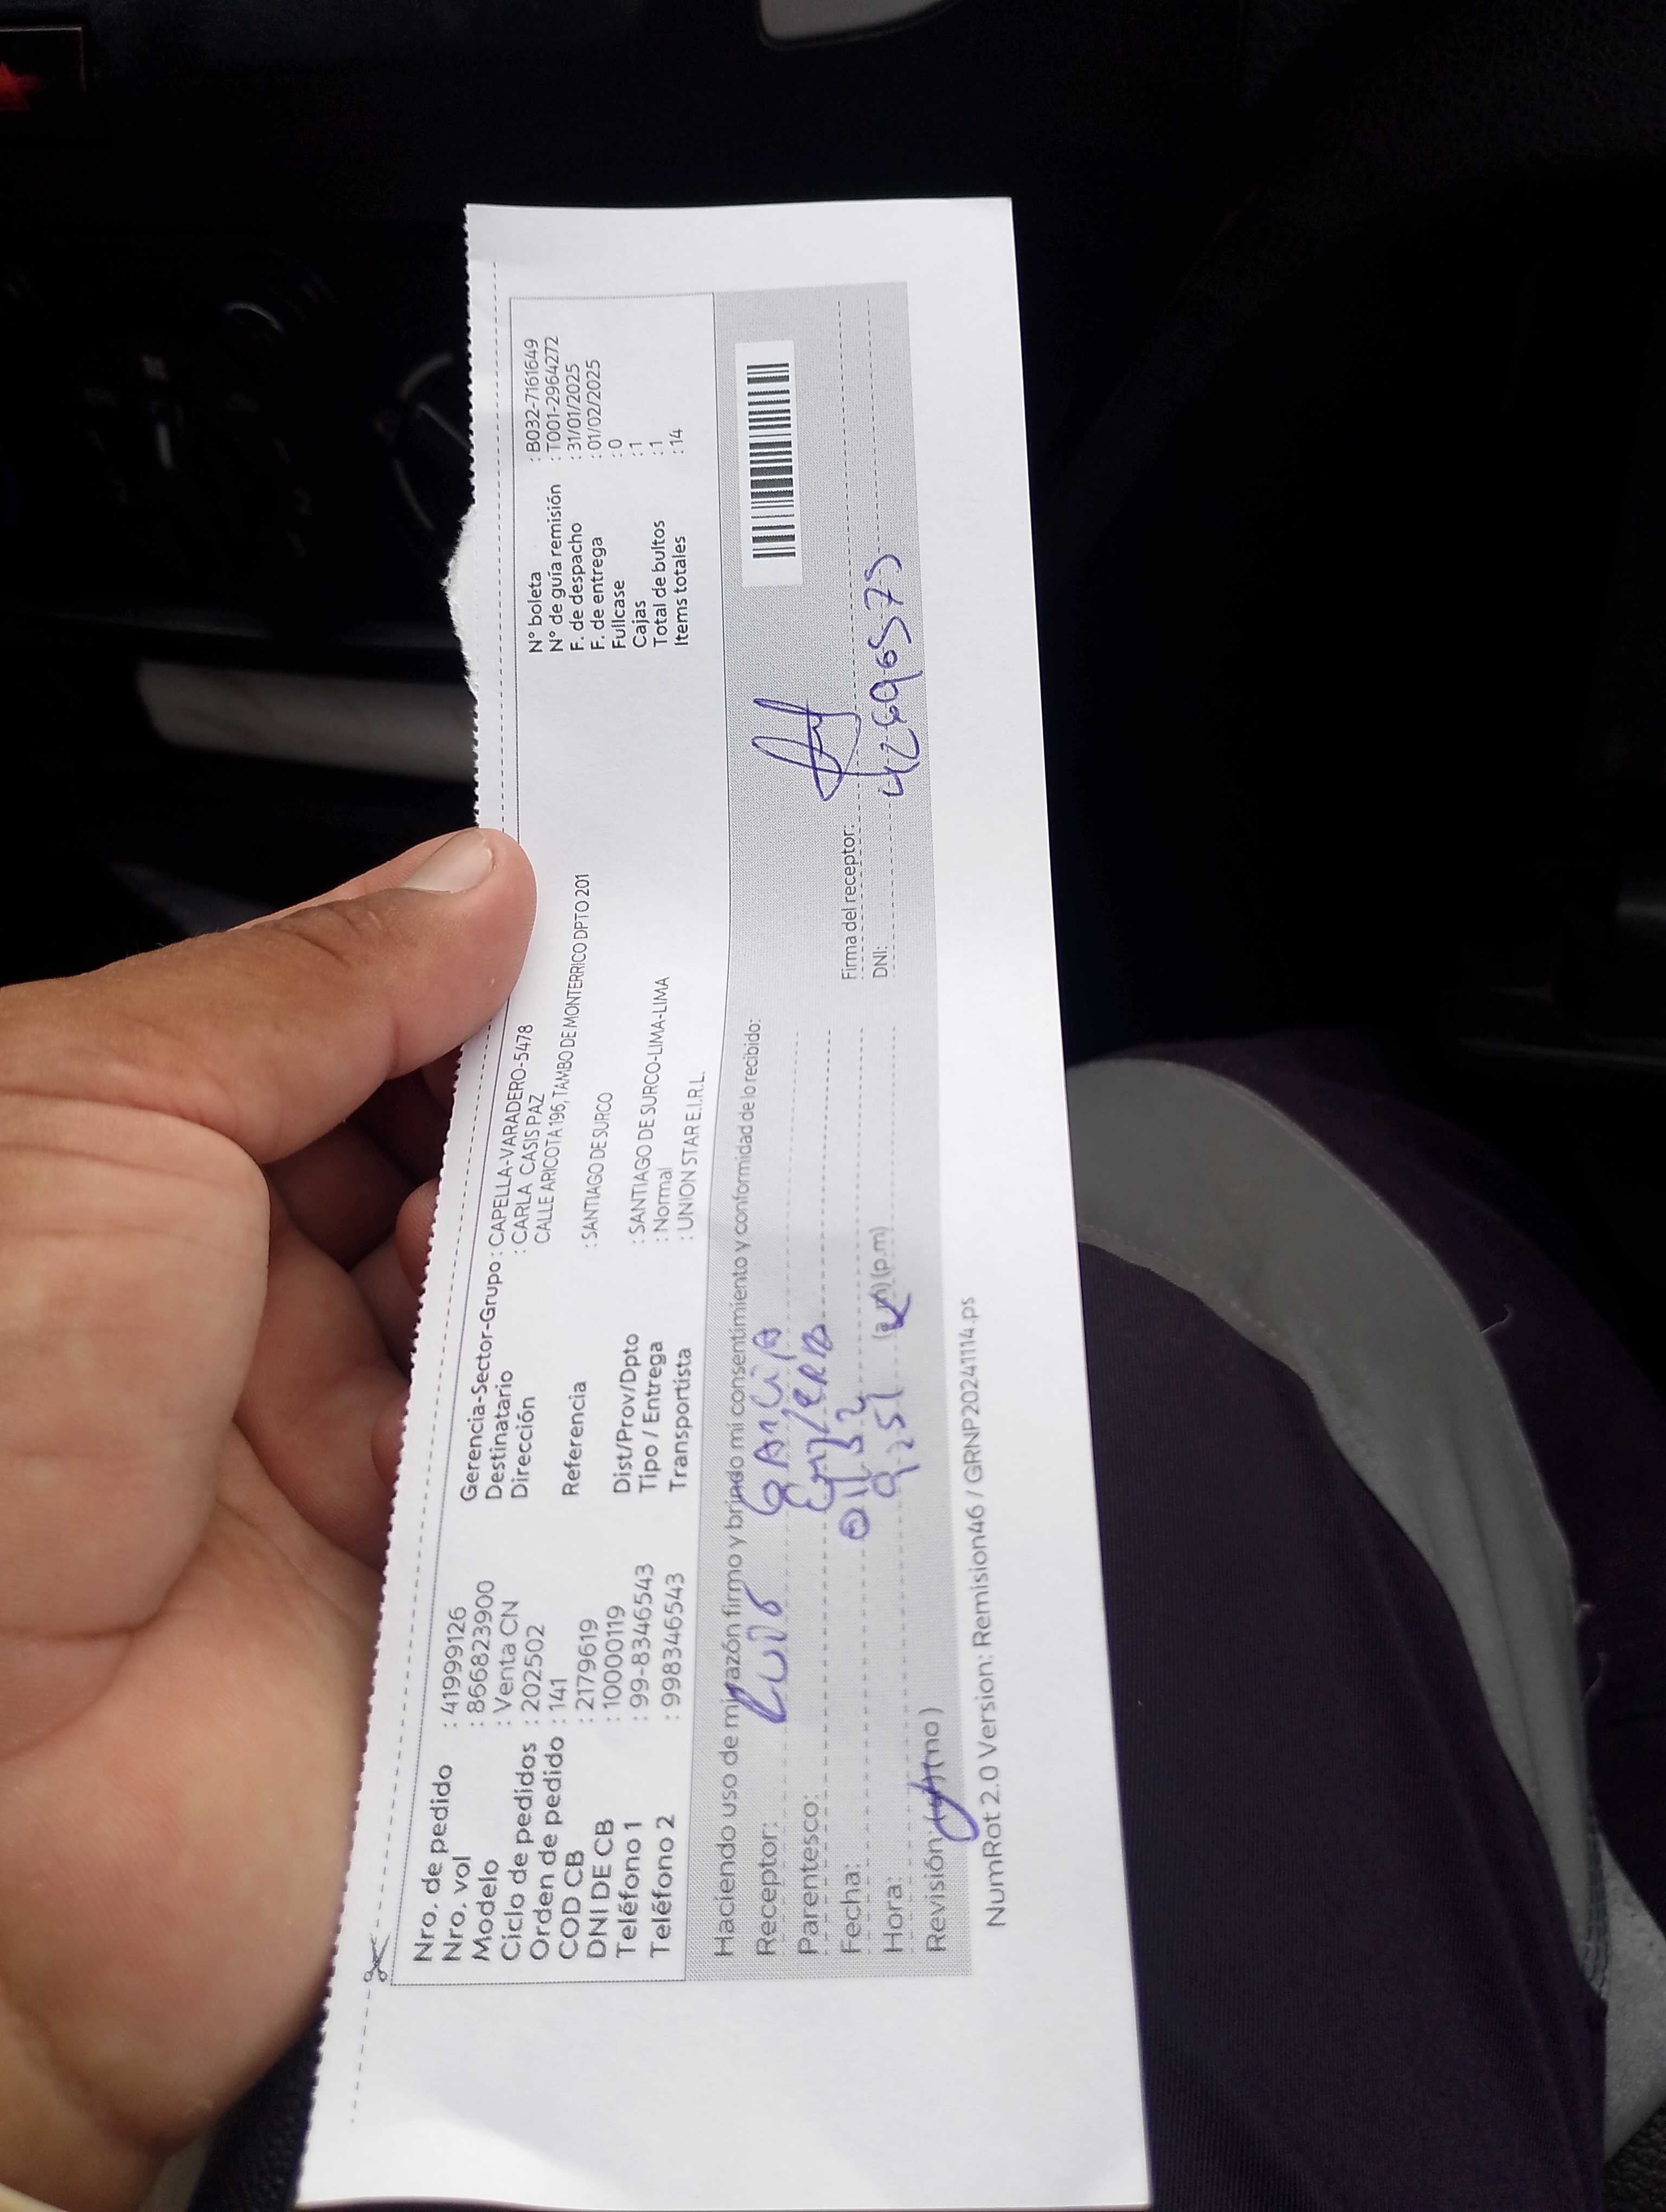 Nro. de pedido : 41999126
Nro. vol : 866823900
Modelo : Venta CN
Ciclo de pedidos : 202502
Orden de pedido : 141
COD CB : 2179619
DNI DE CB : 10000119
Teléfono 1 : 99-8346543
Teléfono 2 : 998346543
Gerencia-Sector-Grupo : CAPELLA-VARADERO-5478
Destinatario : CARLA CASIS PAZ
Dirección CALLE ARICOTA 196, TAMBO DE MONTERRICO DPTO 201
Referencia : SANTIAGO DE SURCO
Dist/Prov/Dpto : SANTIAGO DE SURCO-LIMA-LIMA
Tipo / Entrega : Normal
Transportista : UNION STAR E.I.R.L.
N° boleta : B032-7161649
N° de guía remisión : T001-2964272
F. de despacho : 31/01/2025
F. de entrega : 01/02/2025
Fullcase : 0
Cajas : 1
Total de bultos : 1
Items totales : 14
Haciendo uso de mi razón firmo y brindo mi consentimiento y conformidad de lo recibido:
Receptor: GARCIA
Parentesco:
Fecha:
Hora: 9:51 (a.m) (p.m)
Revisión: no )
Firma del receptor:
DNI:
NumRot 2.0 Version: Remision46 / GRNP20241114.ps